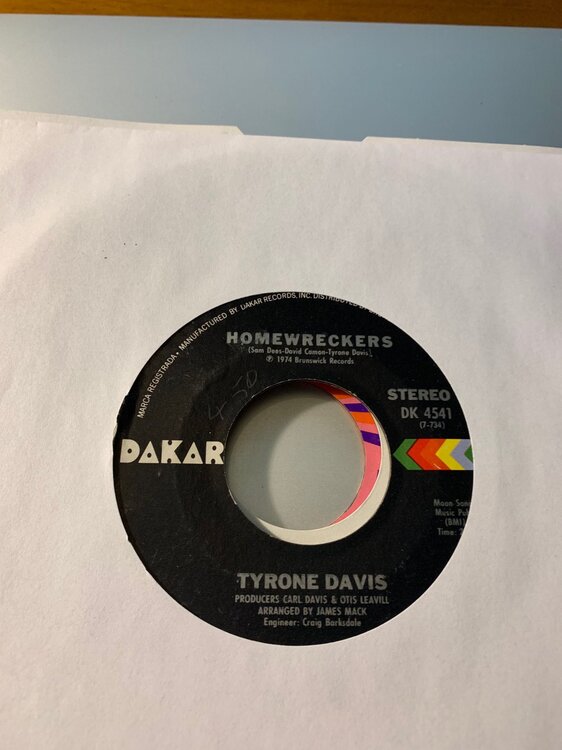 MARCA REGISTRADA. MANUFACTURED BY DAKAR RECORDS, INC. DISTRIBUTED
HOMEWRECKERS
(Sam Dees-David Camon-Tyrone Davis)
℗ 1974 Brunswick Records
STEREO
DK 4541
(7-734)
DAKAR
Moon Song
Music Pub
(BMI)
Time: 2
TYRONE DAVIS
PRODUCERS CARL DAVIS & OTIS LEAVILL
ARRANGED BY JAMES MACK
Engineer: Craig Barksdale